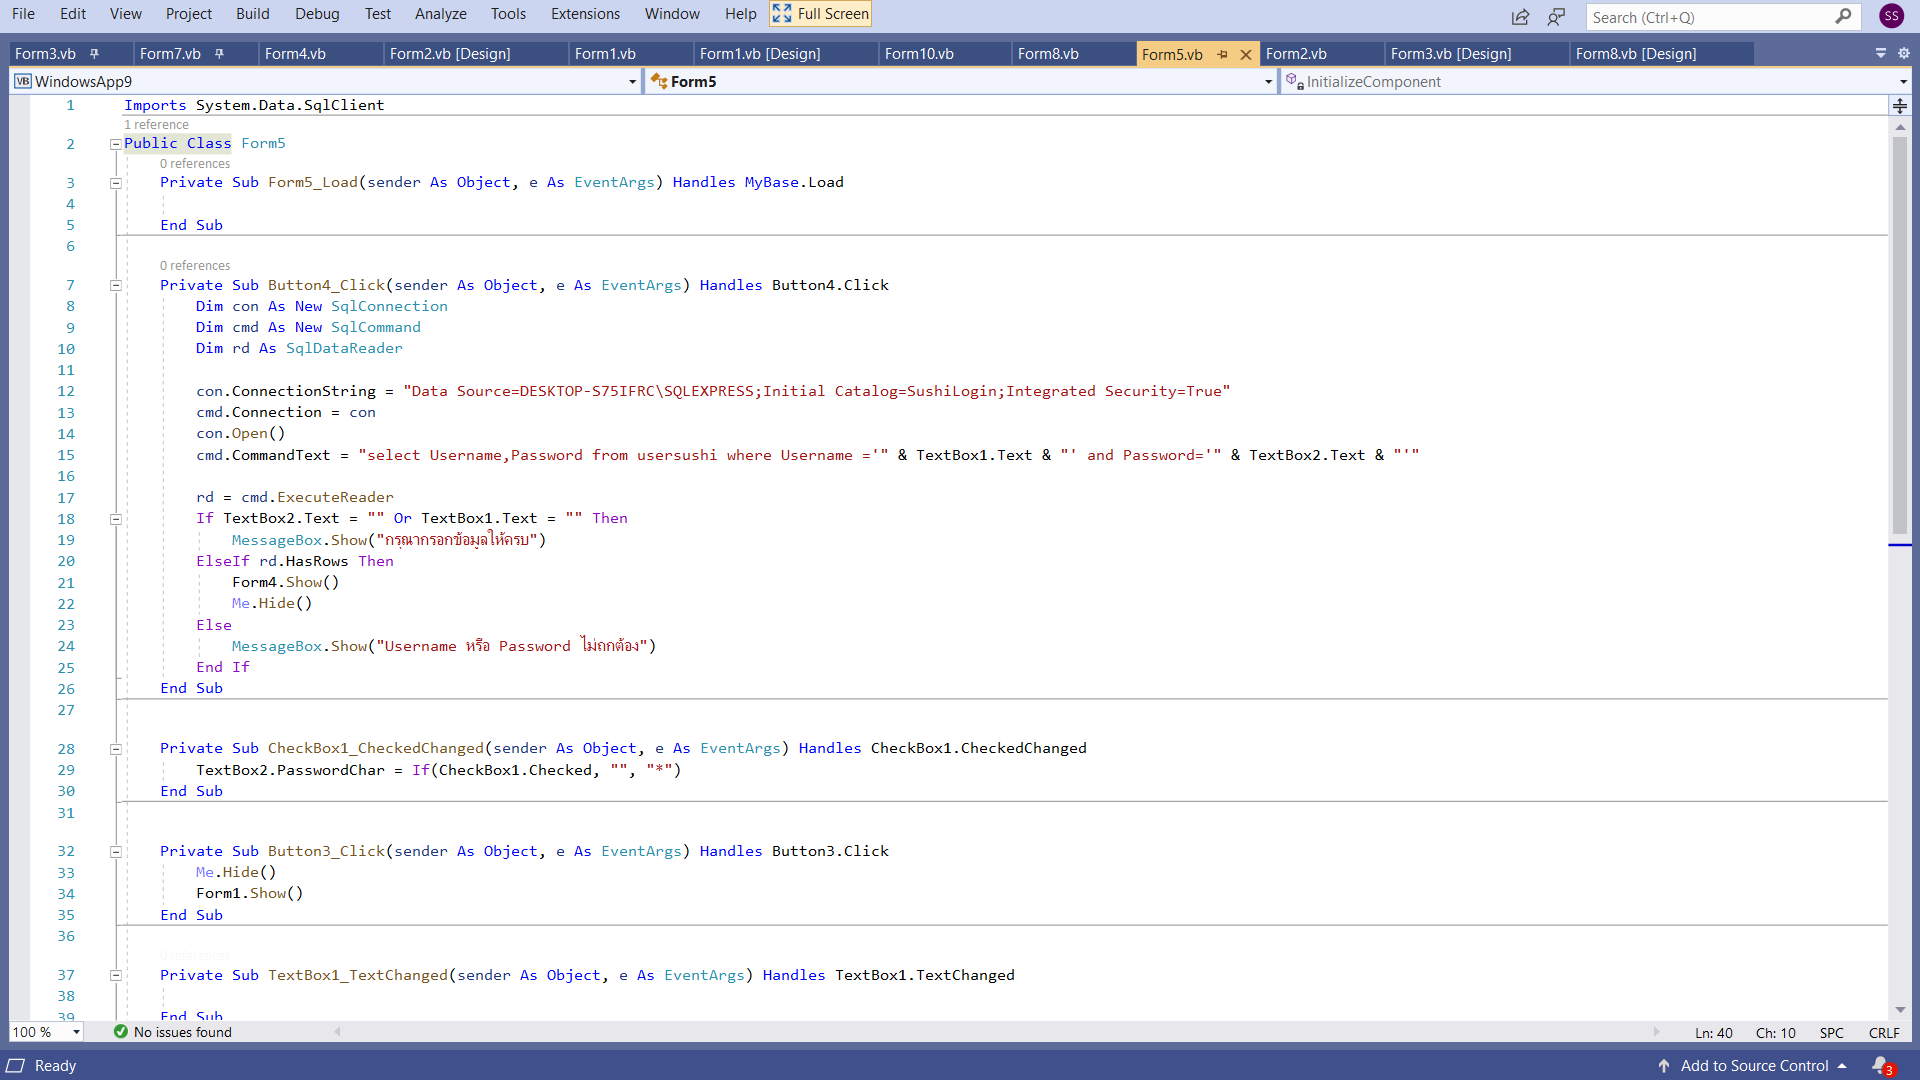 File Edit View Project Build Debug Test Analyze Tools Extensions Window Help Full Screen Search (Ctrl+Q) SS
Form3.vb Form7.vb Form4.vb Form2.vb [Design] Form1.vb Form1.vb [Design] Form10.vb Form8.vb Form5.vb Form2.vb Form3.vb [Design] Form8.vb [Design]
VB WindowsApp9 Form5 InitializeComponent
1 Imports System.Data.SqlClient
1 reference
2 Public Class Form5
0 references
3 Private Sub Form5_Load(sender As Object, e As EventArgs) Handles MyBase.Load
4
5 End Sub
6
0 references
7 Private Sub Button4_Click(sender As Object, e As EventArgs) Handles Button4.Click
8 Dim con As New SqlConnection
9 Dim cmd As New SqlCommand
10 Dim rd As SqlDataReader
11
12 con.ConnectionString = "Data Source=DESKTOP-S75IFRC\SQLEXPRESS;Initial Catalog=SushiLogin;Integrated Security=True"
13 cmd.Connection = con
14 con.Open()
15 cmd.CommandText = "select Username,Password from usersushi where Username ='" & TextBox1.Text & "' and Password='" & TextBox2.Text & "'"
16
17 rd = cmd.ExecuteReader
18 If TextBox2.Text = "" Or TextBox1.Text = "" Then
19 MessageBox.Show("กรุณากรอกข้อมูลให้ครบ")
20 ElseIf rd.HasRows Then
21 Form4.Show()
22 Me.Hide()
23 Else
24 MessageBox.Show("Username หรือ Password ไม่ถกต้อง")
25 End If
26 End Sub
27
28 Private Sub CheckBox1_CheckedChanged(sender As Object, e As EventArgs) Handles CheckBox1.CheckedChanged
29 TextBox2.PasswordChar = If(CheckBox1.Checked, "", "*")
30 End Sub
31
32 Private Sub Button3_Click(sender As Object, e As EventArgs) Handles Button3.Click
33 Me.Hide()
34 Form1.Show()
35 End Sub
36
0 references
37 Private Sub TextBox1_TextChanged(sender As Object, e As EventArgs) Handles TextBox1.TextChanged
38
39 End Sub
100 % No issues found Ln: 40 Ch: 10 SPC CRLF
Ready Add to Source Control 3